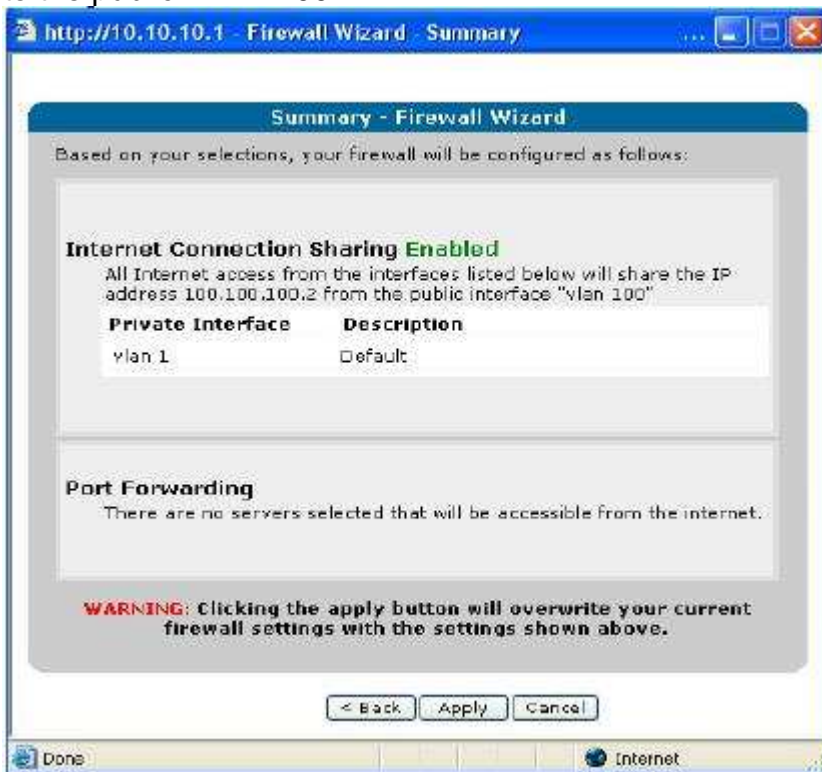 http://10.10.10.1 - Firewall Wizard - Summary ...
Summary - Firewall Wizard
Based on your selections, your firewall will be configured as follows:
Internet Connection Sharing Enabled
All Internet access from the interfaces listed below will share the IP
address 100.100.100.2 from the public interface "vlan 100"
Private Interface Description
vlan 1 Default
Port Forwarding
There are no servers selected that will be accessible from the internet.
WARNING: Clicking the apply button will overwrite your current
firewall settings with the settings shown above.
< Back Apply Cancel
Done Internet